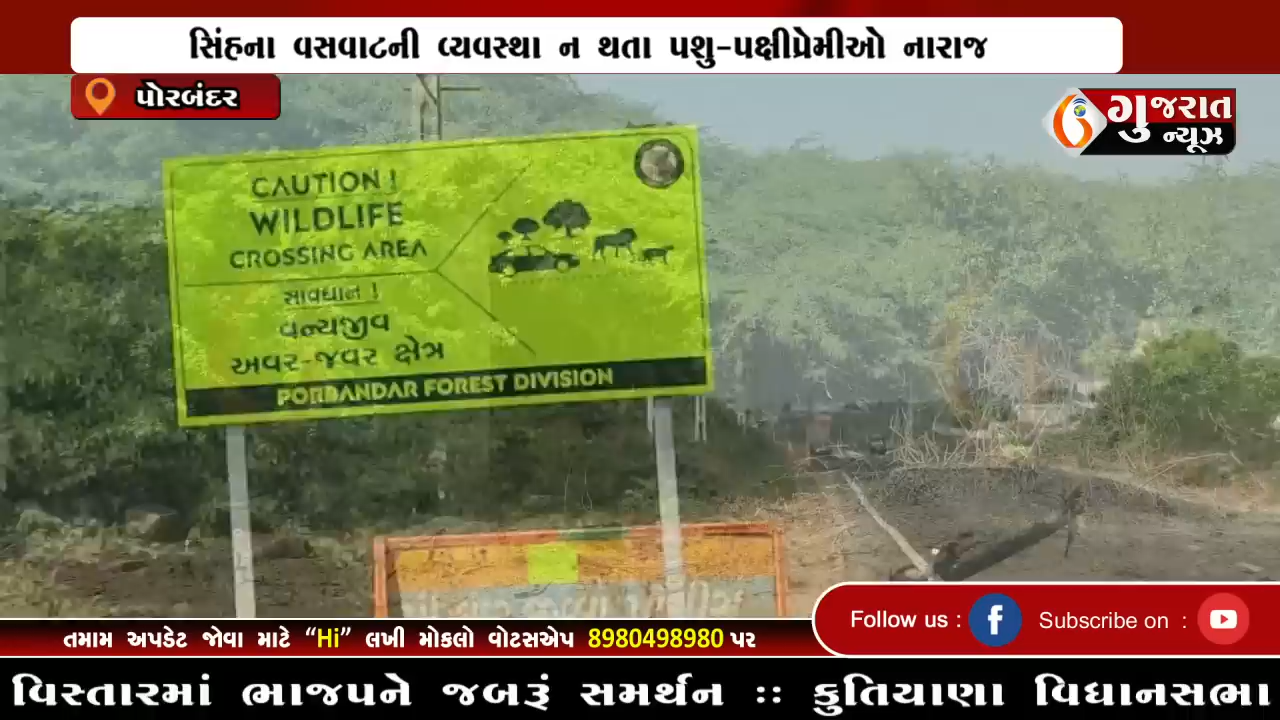 સિંહના વસવાટની વ્યવસ્થા ન થતા પશુ-પક્ષીપ્રેમીઓ નારાજ
પોરબંદર
ગુજરાત
ન્યૂઝ
CAUTION !
WILDLIFE
CROSSING AREA
સાવધાન !
વન્યજીવ
અવર-જવર ક્ષેત્ર
PORBANDAR FOREST DIVISION
Follow us :
Subscribe on :
તમામ અપડેટ જોવા માટે “Hi” લખી મોકલો વોટસએપ 8980498980 પર
વિસ્તારમાં ભાજપને જબરૂં સમર્થન :: કુતિયાણા વિધાનસભા